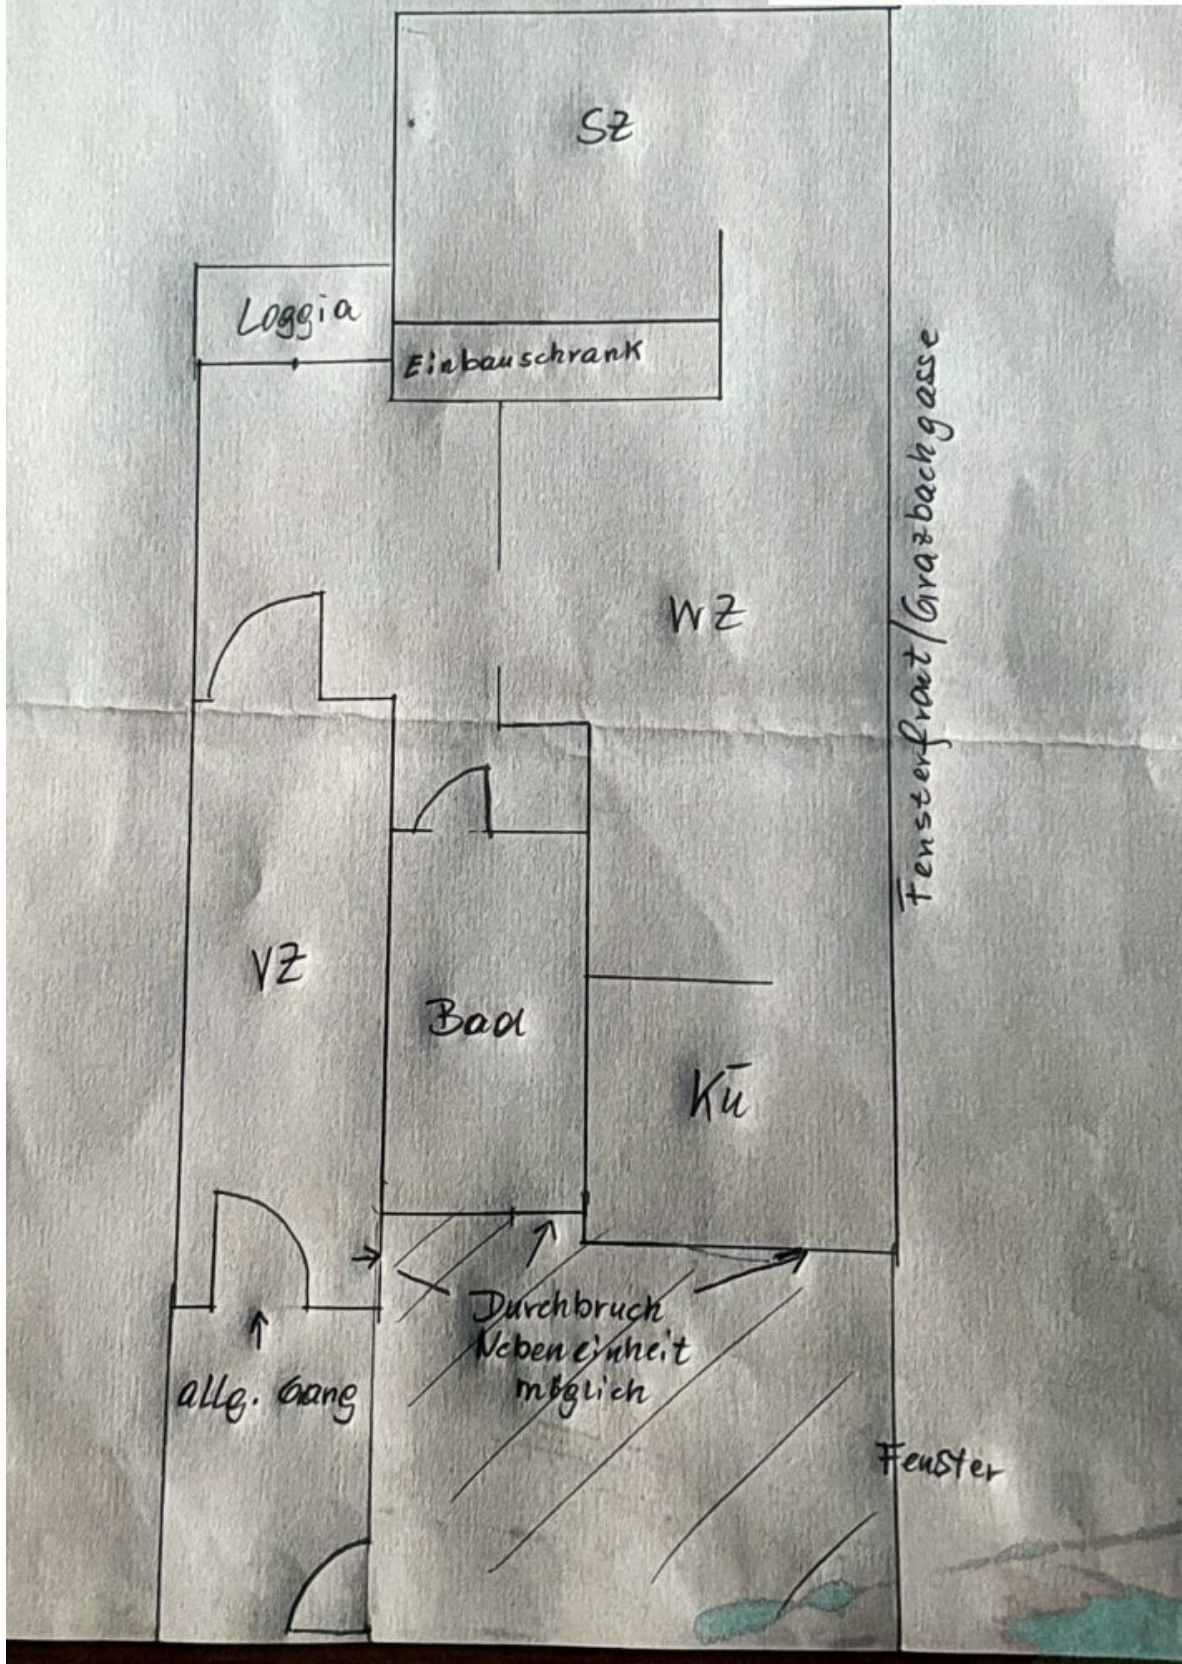 SZ
Loggia
Einbauschrank
Fensterfront/Grazbachgasse
WZ
VZ
Bad
Kü
Durchbruch
Nebeneinheit
möglich
allg. Gang
Fenster